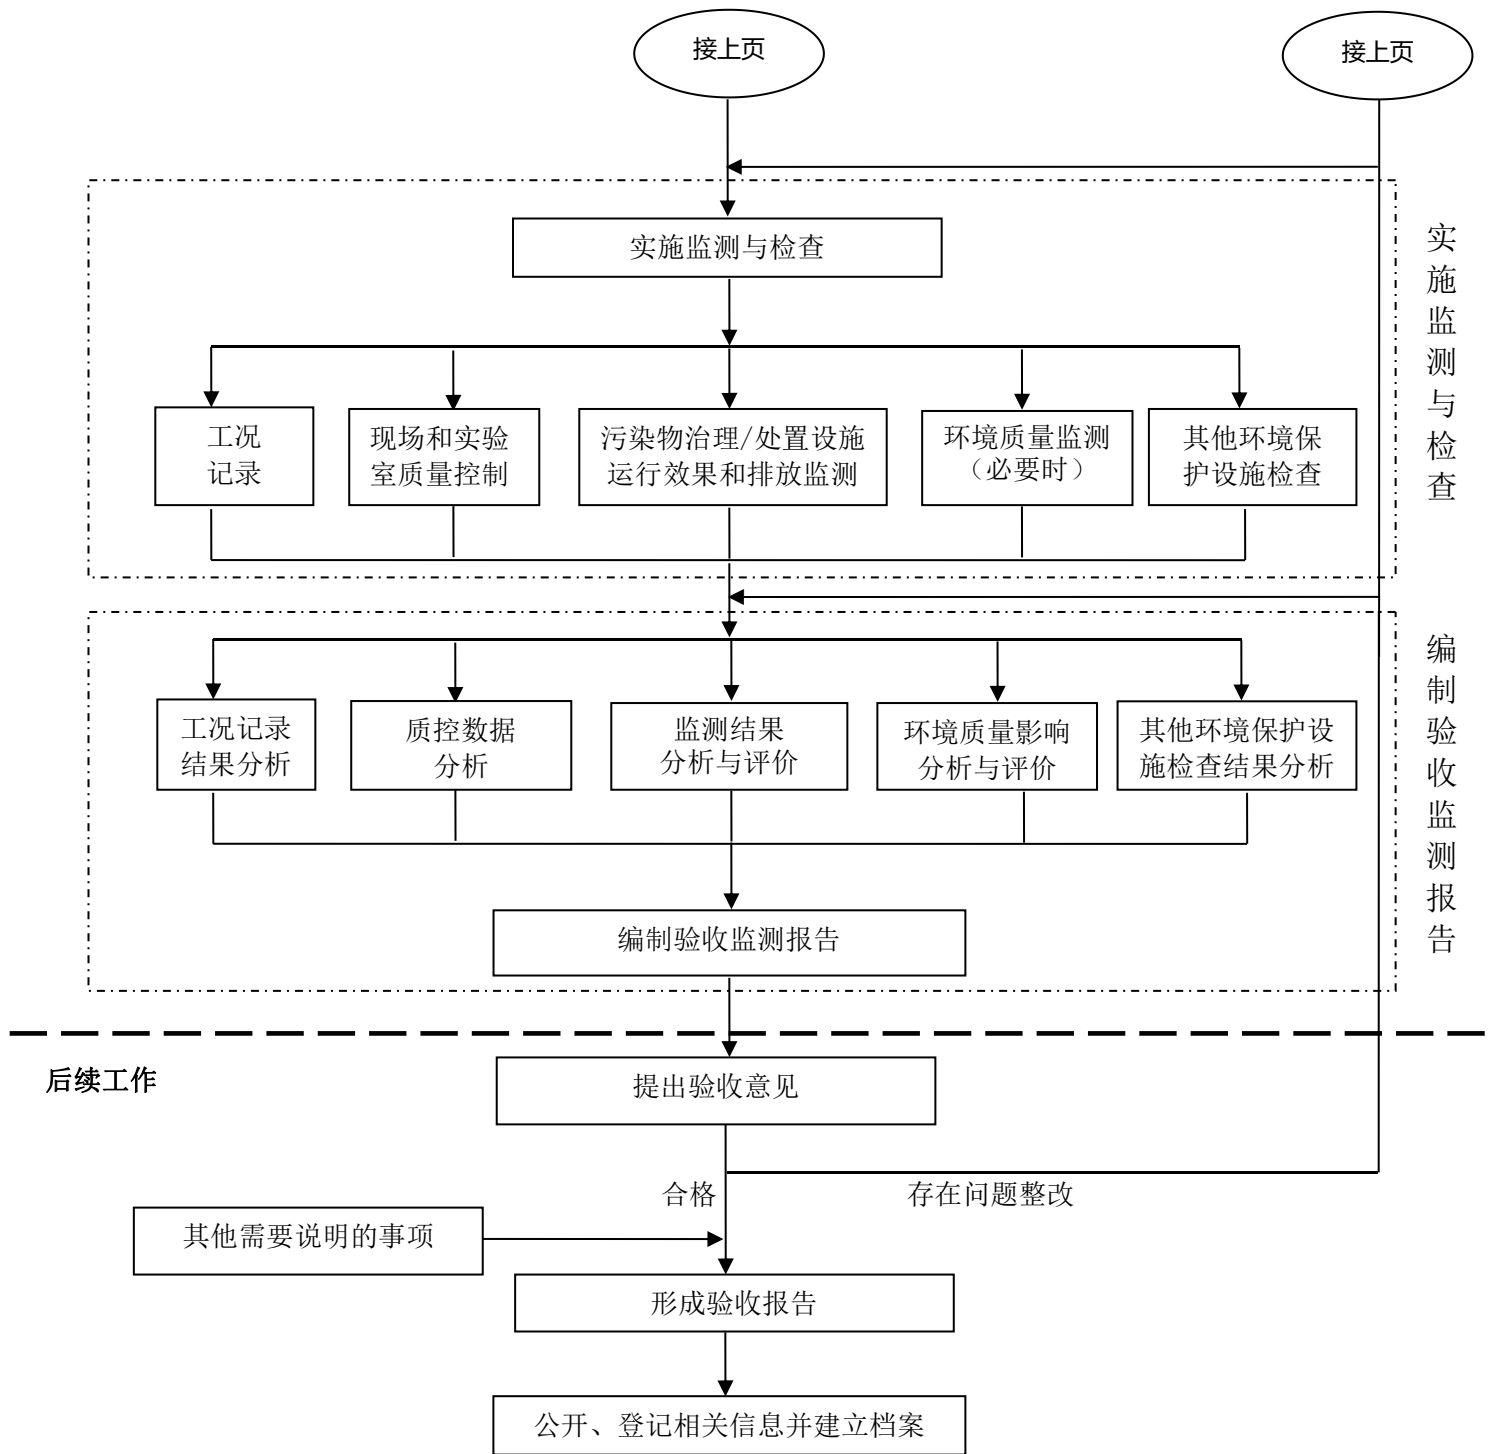 接上页
接上页
实施监测与检查
实施监测与检查
工况
记录
现场和实验
室质量控制
污染物治理/处置设施
运行效果和排放监测
环境质量监测
（必要时）
其他环境保
护设施检查
编制验收监测报告
工况记录
结果分析
质控数据
分析
监测结果
分析与评价
环境质量影响
分析与评价
其他环境保护设
施检查结果分析
编制验收监测报告
后续工作
提出验收意见
合格
存在问题整改
其他需要说明的事项
形成验收报告
公开、登记相关信息并建立档案